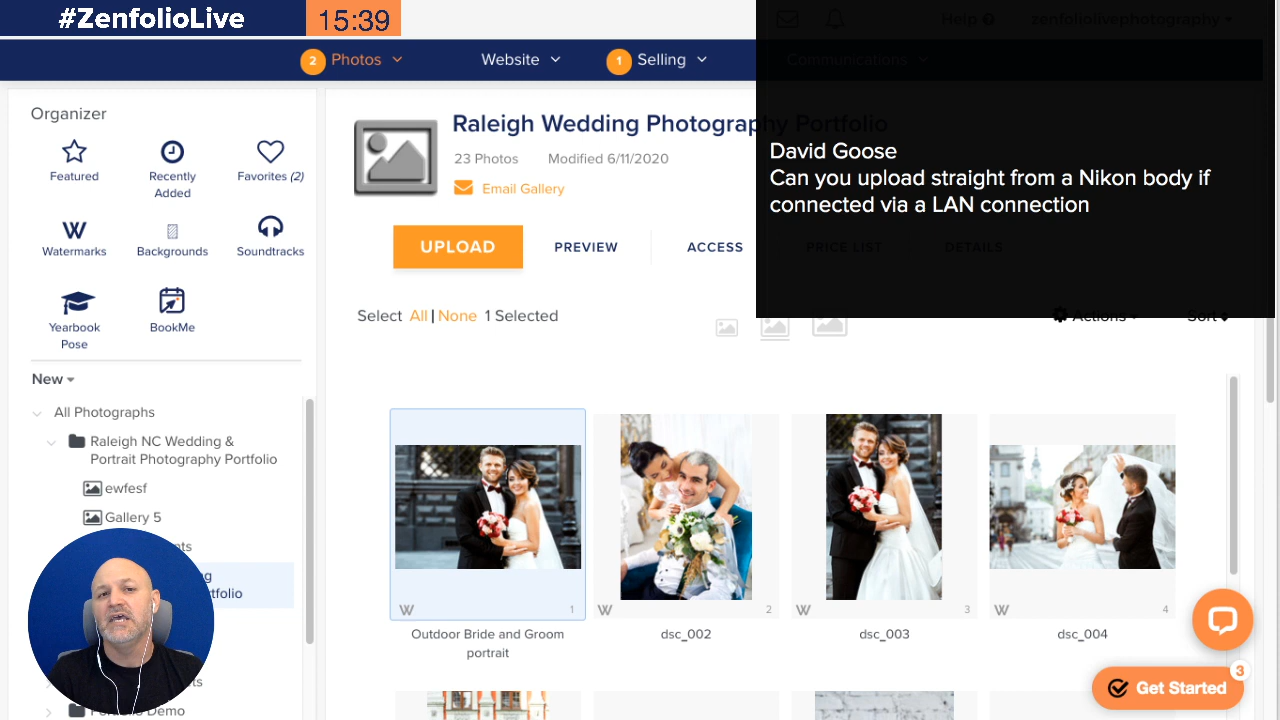 #ZenfolioLive
15:39
Help
zenfoliolivephotography
2 Photos
Website
1 Selling
Communications
Organizer
Featured
Recently
Added
Favorites (2)
Watermarks
Backgrounds
Soundtracks
Yearbook
Pose
BookMe
New
All Photographs
Raleigh NC Wedding &
Portrait Photography Portfolio
ewfesf
Gallery 5
Raleigh Wedding Photography Portfolio
23 Photos
Modified 6/11/2020
Email Gallery
David Goose
Can you upload straight from a Nikon body if
connected via a LAN connection
UPLOAD
PREVIEW
ACCESS
PRICE LIST
DETAILS
Select All | None 1 Selected
Actions
Sort
W
1
W
2
W
3
W
4
Outdoor Bride and Groom
portrait
dsc_002
dsc_003
dsc_004
Demo
3
Get Started